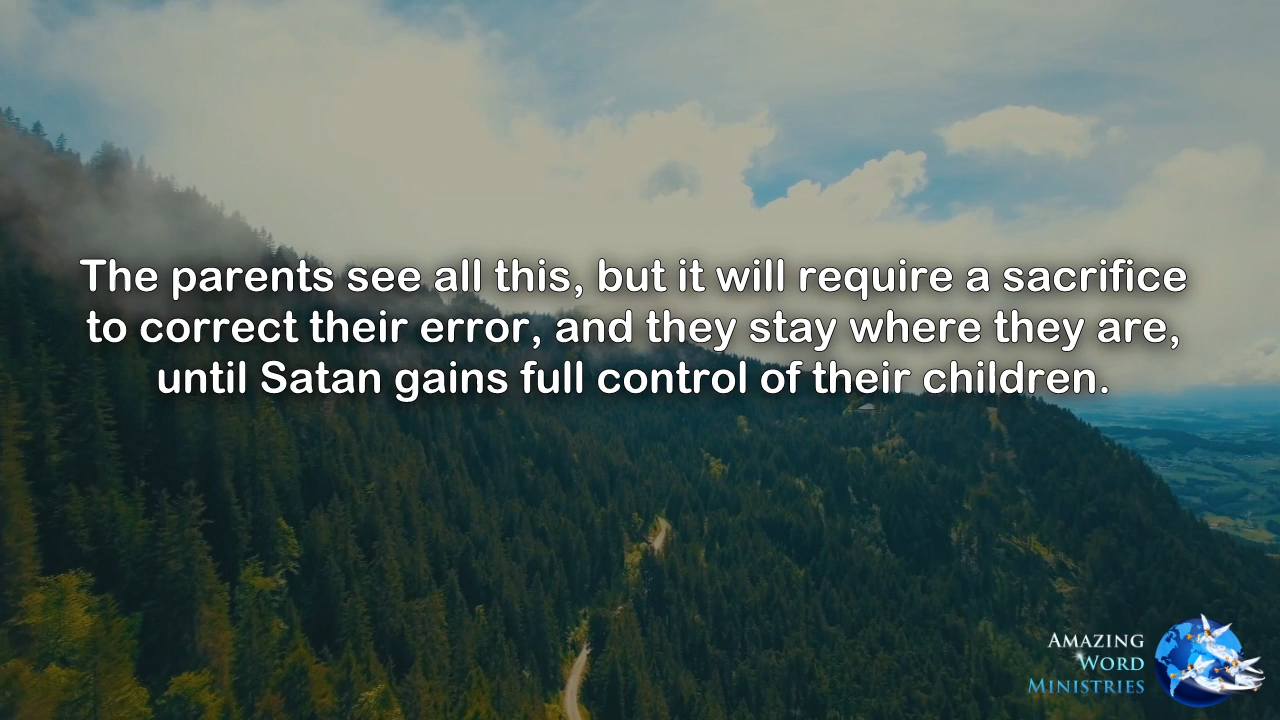 The parents see all this, but it will require a sacrifice
to correct their error, and they stay where they are,
until Satan gains full control of their children.
Amazing
Word
Ministries